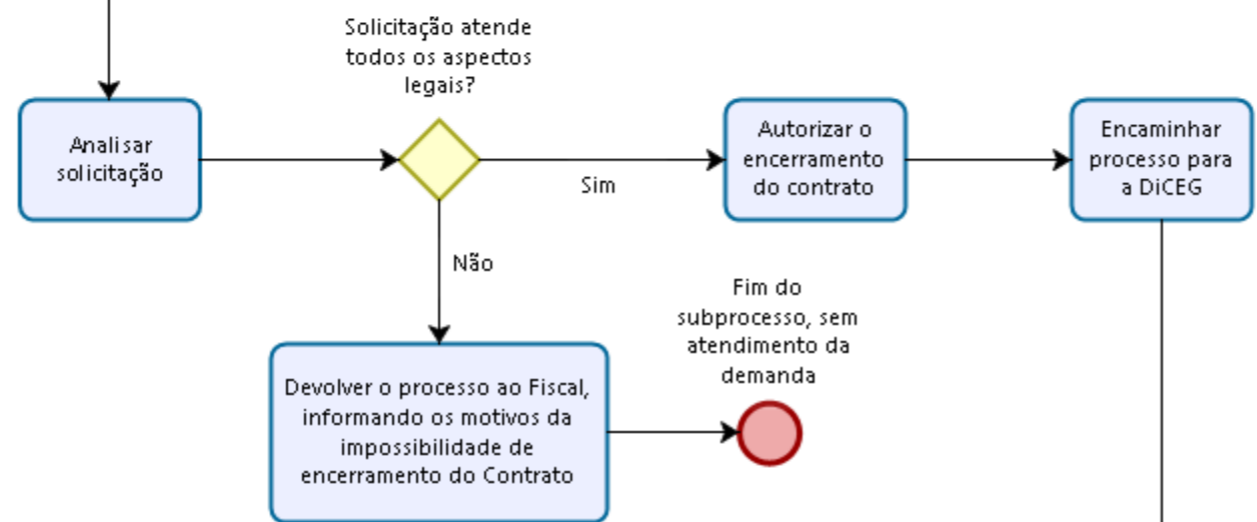 Solicitação atende
todos os aspectos
legais?
Analisar
solicitação
Sim
Autorizar o
encerramento
do contrato
Encaminhar
processo para
a DiCEG
Não
Devolver o processo ao Fiscal,
informando os motivos da
impossibilidade de
encerramento do Contrato
Fim do
subprocesso, sem
atendimento da
demanda